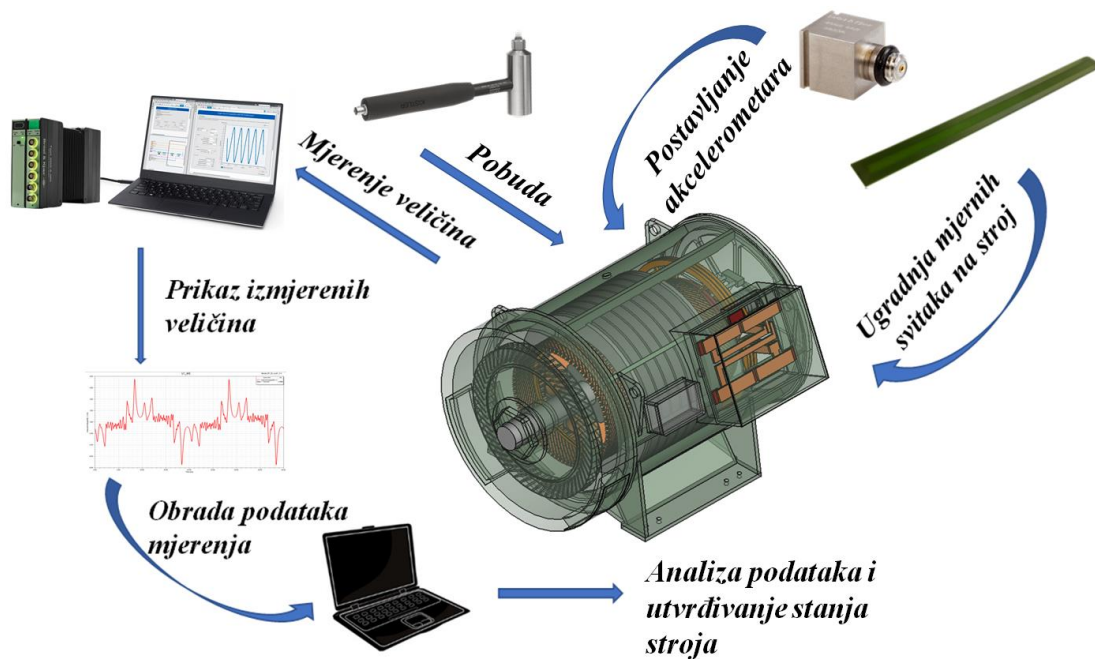 Postavljanje
akcelerometara
Mjerenje veličina
Pobuda
Ugradnja mjernih
svitaka na stroj
Prikaz izmjerenih
veličina
Obrada podataka
mjerenja
Analiza podataka i
utvrđivanje stanja
stroja